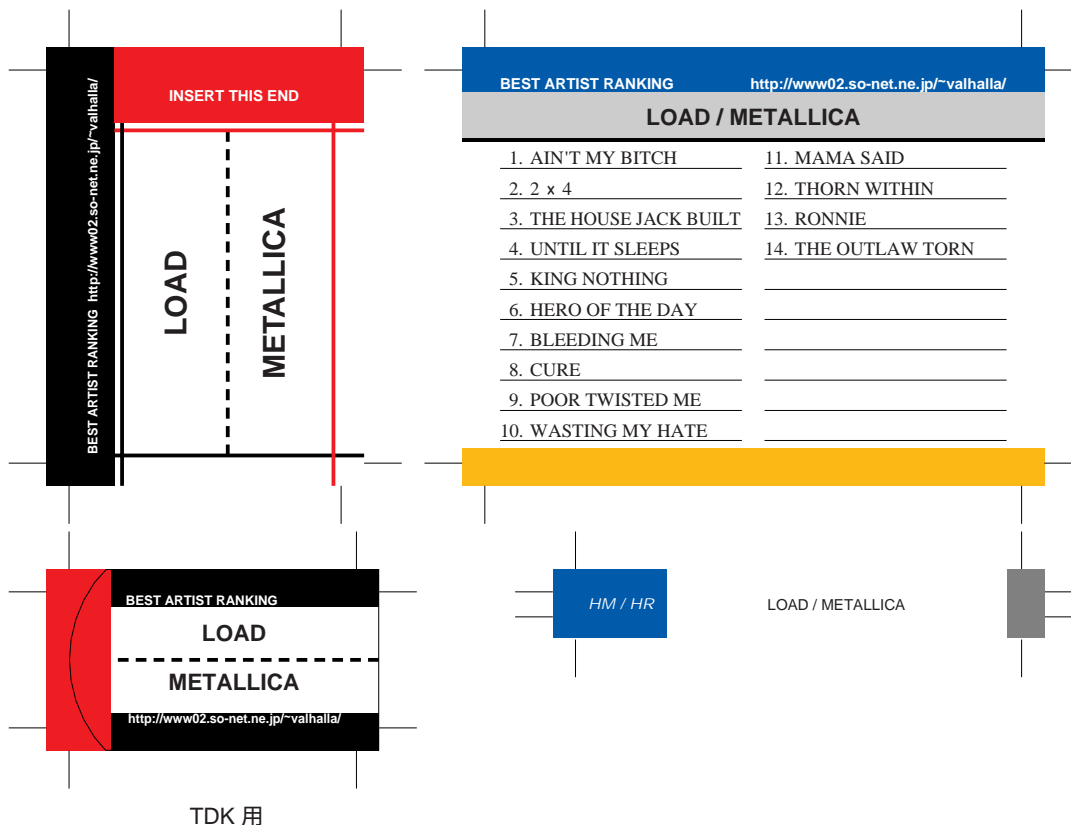 INSERT THIS END
BEST ARTIST RANKING http://www02.so-net.ne.jp/~valhalla/
LOAD
METALLICA
BEST ARTIST RANKING http://www02.so-net.ne.jp/~valhalla/
LOAD / METALLICA
1. AIN'T MY BITCH
2. 2 x 4
3. THE HOUSE JACK BUILT
4. UNTIL IT SLEEPS
5. KING NOTHING
6. HERO OF THE DAY
7. BLEEDING ME
8. CURE
9. POOR TWISTED ME
10. WASTING MY HATE
11. MAMA SAID
12. THORN WITHIN
13. RONNIE
14. THE OUTLAW TORN
BEST ARTIST RANKING
LOAD
METALLICA
http://www02.so-net.ne.jp/~valhalla/
HM / HR
LOAD / METALLICA
TDK 用